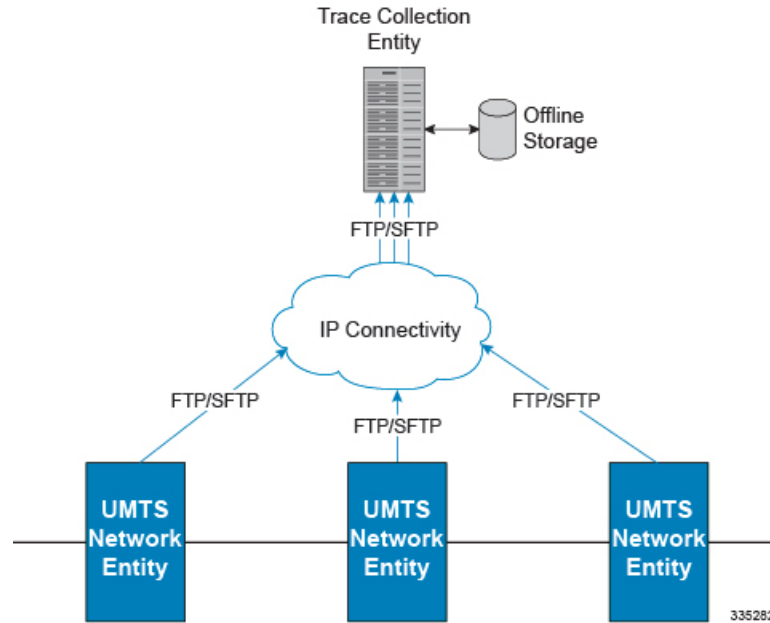 Trace Collection
Entity
Offline
Storage
FTP/SFTP
IP Connectivity
FTP/SFTP
FTP/SFTP
FTP/SFTP
UMTS
Network
Entity
UMTS
Network
Entity
UMTS
Network
Entity
335282